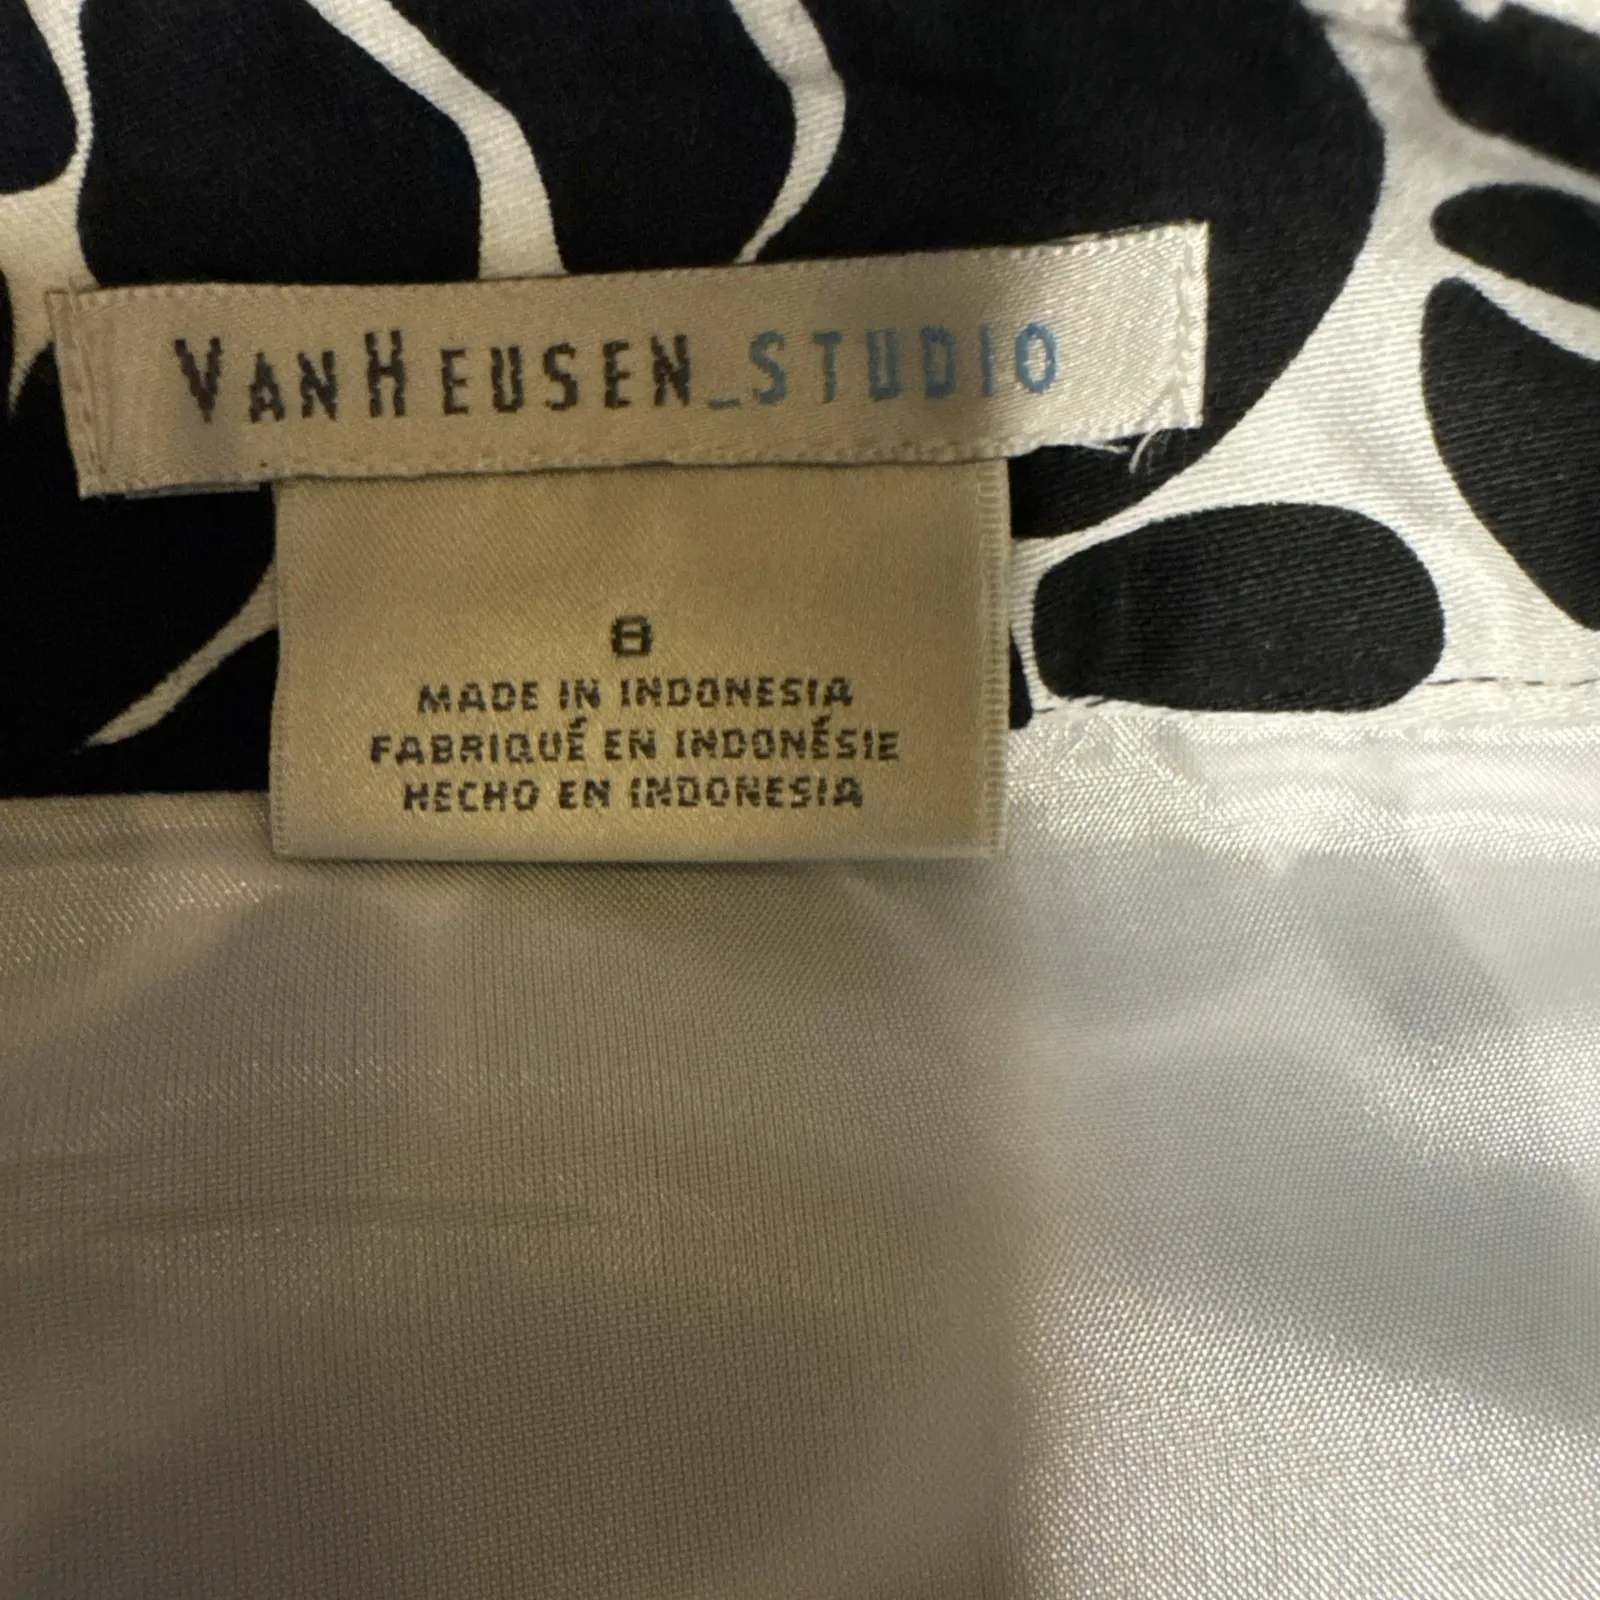 VANHEUSEN_STUDIO
8
MADE IN INDONESIA
FABRIQUÉ EN INDONÉSIE
HECHO EN INDONESIA